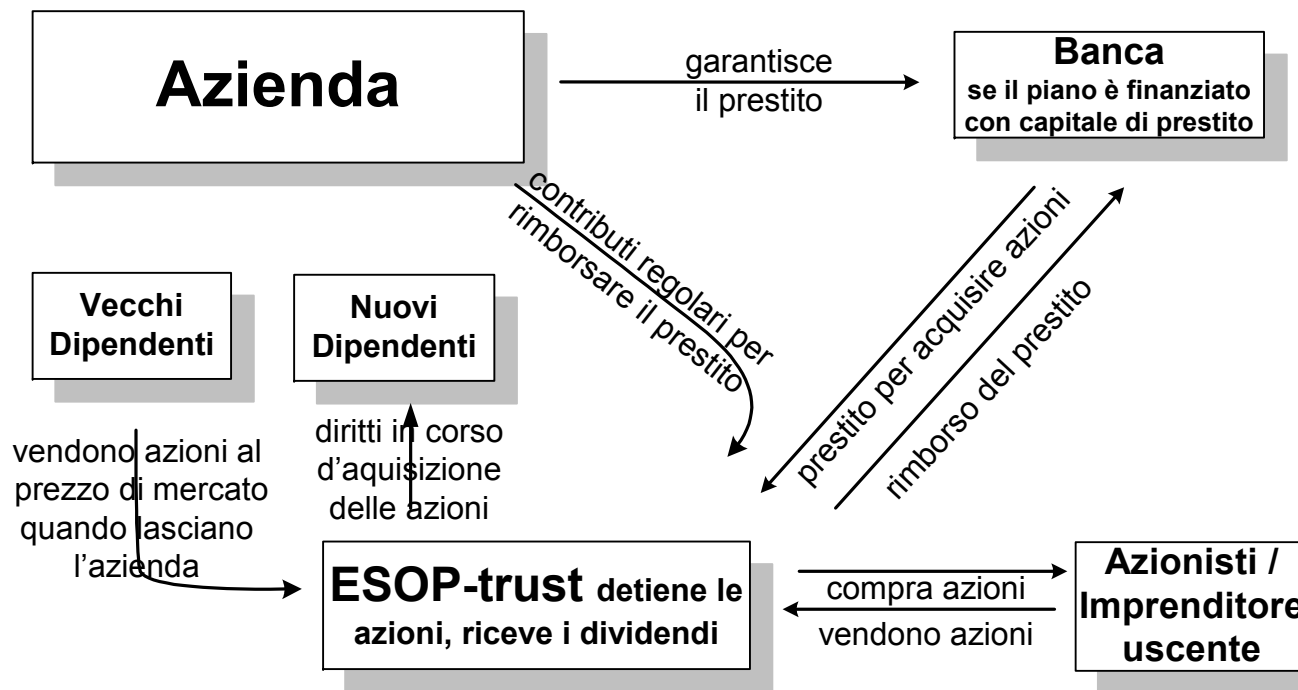 Azienda
garantisce
il prestito
Banca
se il piano è finanziato
con capitale di prestito
contributi regolari per
rimborsare il prestito
prestito per acquisire azioni
rimborso del prestito
Vecchi
Dipendenti
Nuovi
Dipendenti
vendono azioni al
prezzo di mercato
quando lasciano
l'azienda
diritti in corso
d'aquisizione
delle azioni
ESOP-trust detiene le
azioni, riceve i dividendi
compra azioni
vendono azioni
Azionisti /
Imprenditore
uscente